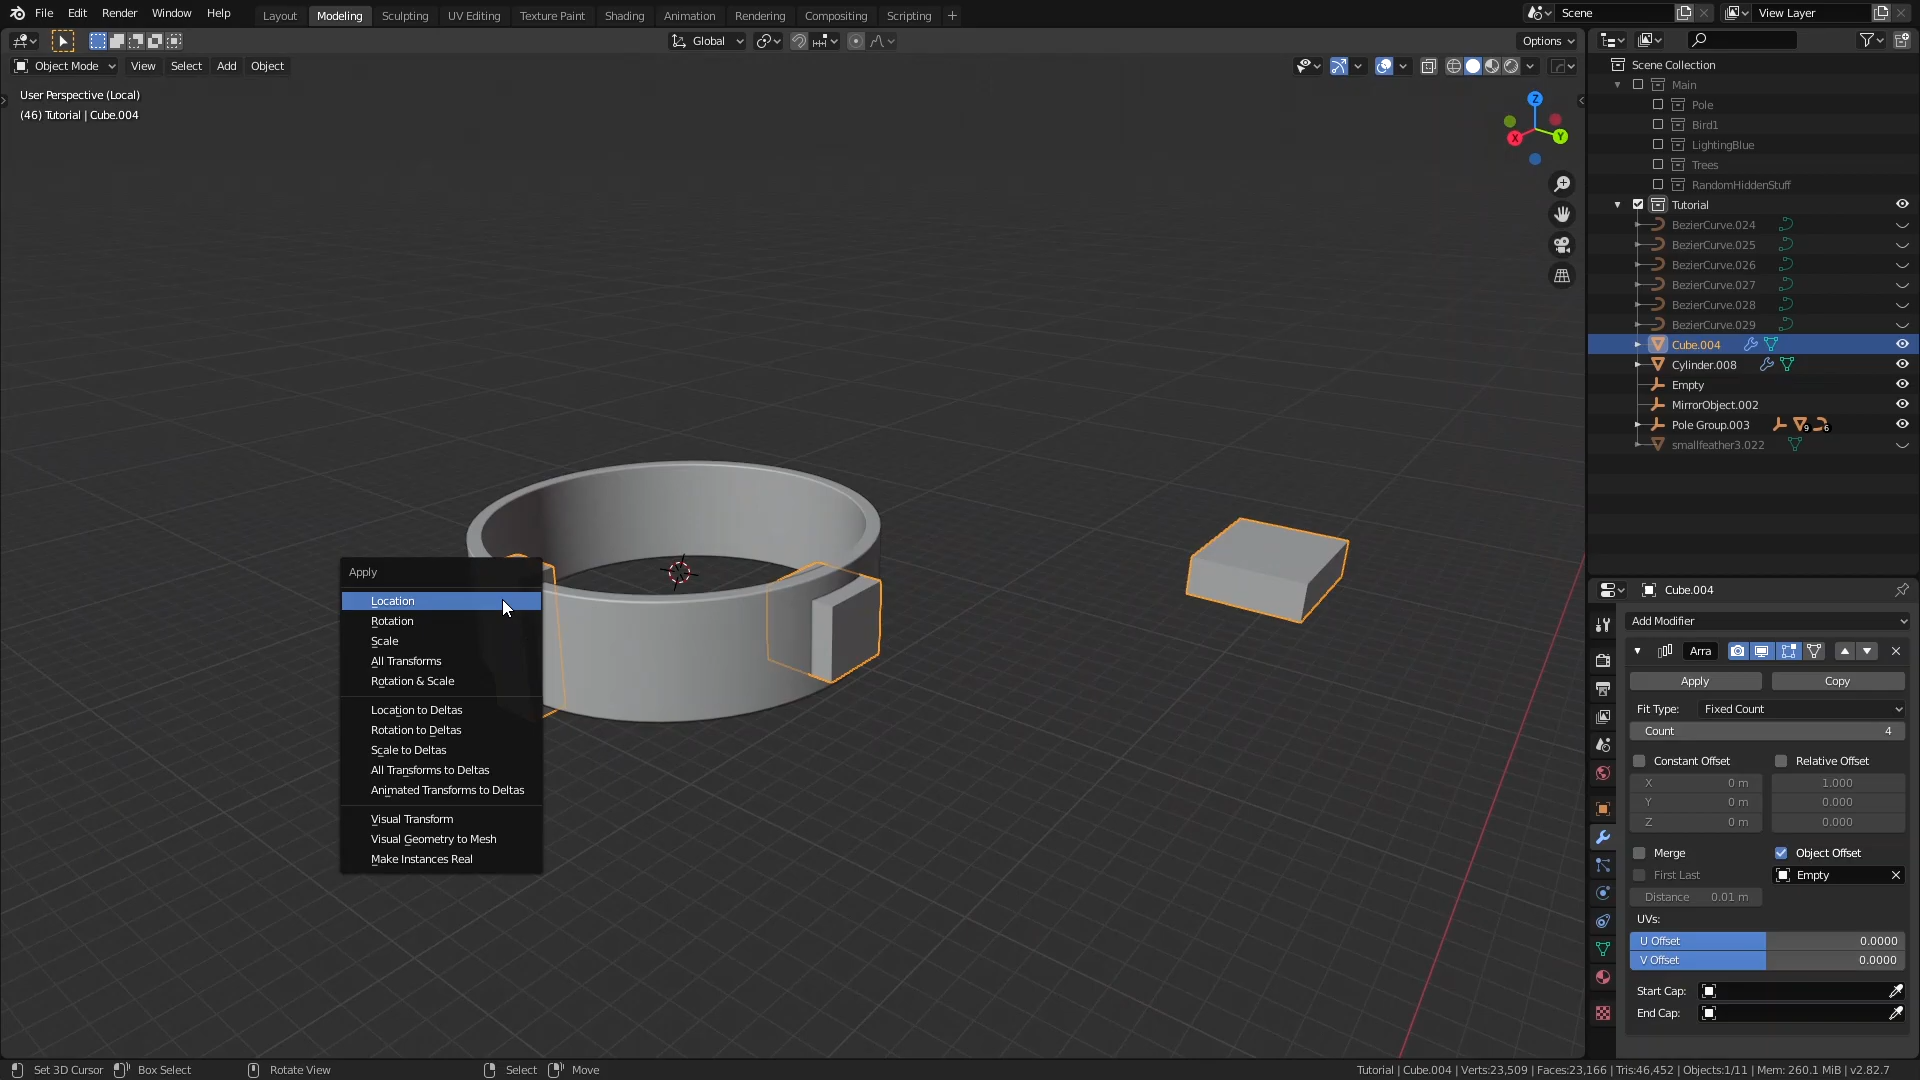 File Edit Render Window Help
Layout Modeling Sculpting UV Editing Texture Paint Shading Animation Rendering Compositing Scripting +
Scene
View Layer
Global
Options
Object Mode View Select Add Object
User Perspective (Local)
(46) Tutorial | Cube.004
Z
X
Y
Scene Collection
Main
Pole
Bird1
LightingBlue
Trees
RandomHiddenStuff
Tutorial
BezierCurve.024
BezierCurve.025
BezierCurve.026
BezierCurve.027
BezierCurve.028
BezierCurve.029
Cube.004
Cylinder.008
Empty
MirrorObject.002
Pole Group.003 9 6
smallfeather3.022
Apply
Location
Rotation
Scale
All Transforms
Rotation & Scale
Location to Deltas
Rotation to Deltas
Scale to Deltas
All Transforms to Deltas
Animated Transforms to Deltas
Visual Transform
Visual Geometry to Mesh
Make Instances Real
Cube.004
Add Modifier
Arra
Apply Copy
Fit Type: Fixed Count
Count 4
Constant Offset Relative Offset
X 0 m 1.000
Y 0 m 0.000
Z 0 m 0.000
Merge Object Offset
First Last Empty
Distance 0.01 m
UVs:
U Offset 0.0000
V Offset 0.0000
Start Cap:
End Cap:
Set 3D Cursor Box Select Rotate View Select Move
Tutorial | Cube.004 | Verts:23,509 | Faces:23,166 | Tris:46,452 | Objects:1/11 | Mem: 260.1 MiB | v2.82.7